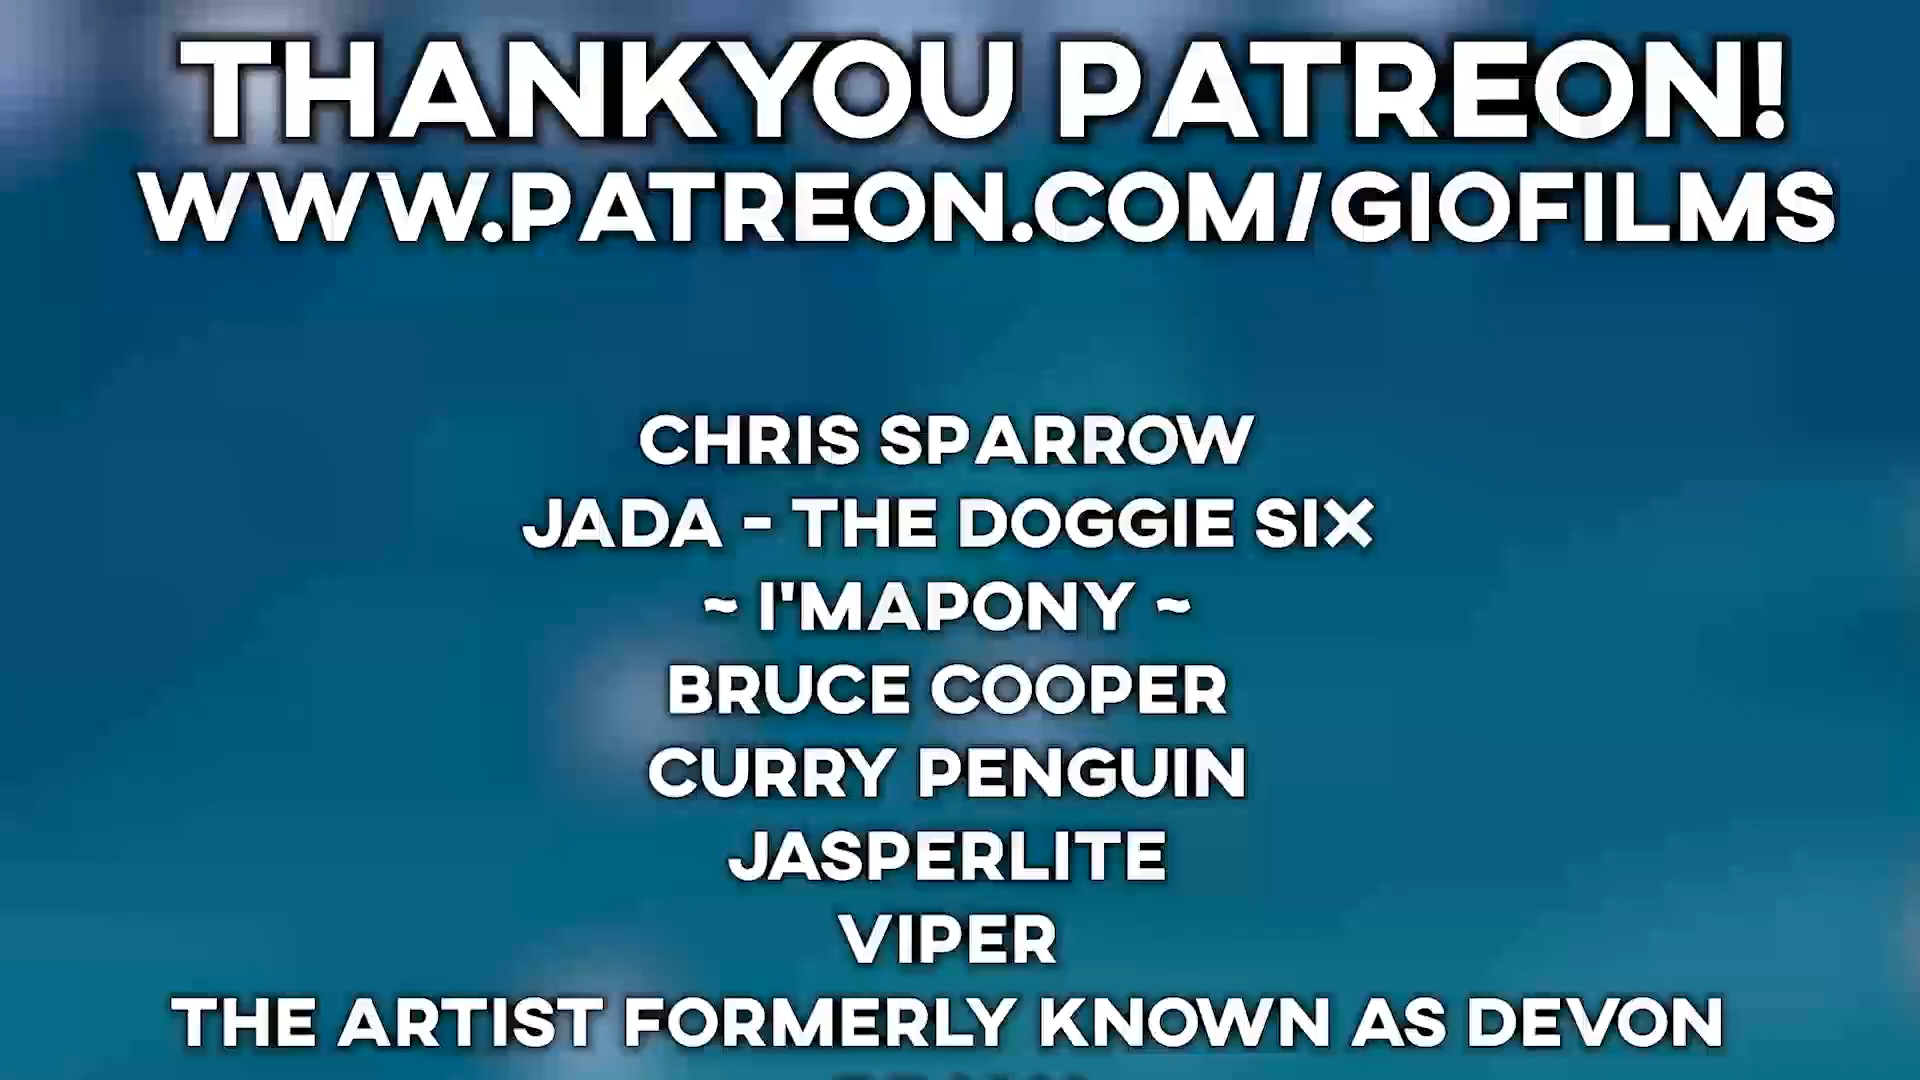 THANKYOU PATREON!
WWW.PATREON.COM/GIOFILMS
CHRIS SPARROW
JADA - THE DOGGIE SIX
~ I'MAPONY ~
BRUCE COOPER
CURRY PENGUIN
JASPERLITE
VIPER
THE ARTIST FORMERLY KNOWN AS DEVON